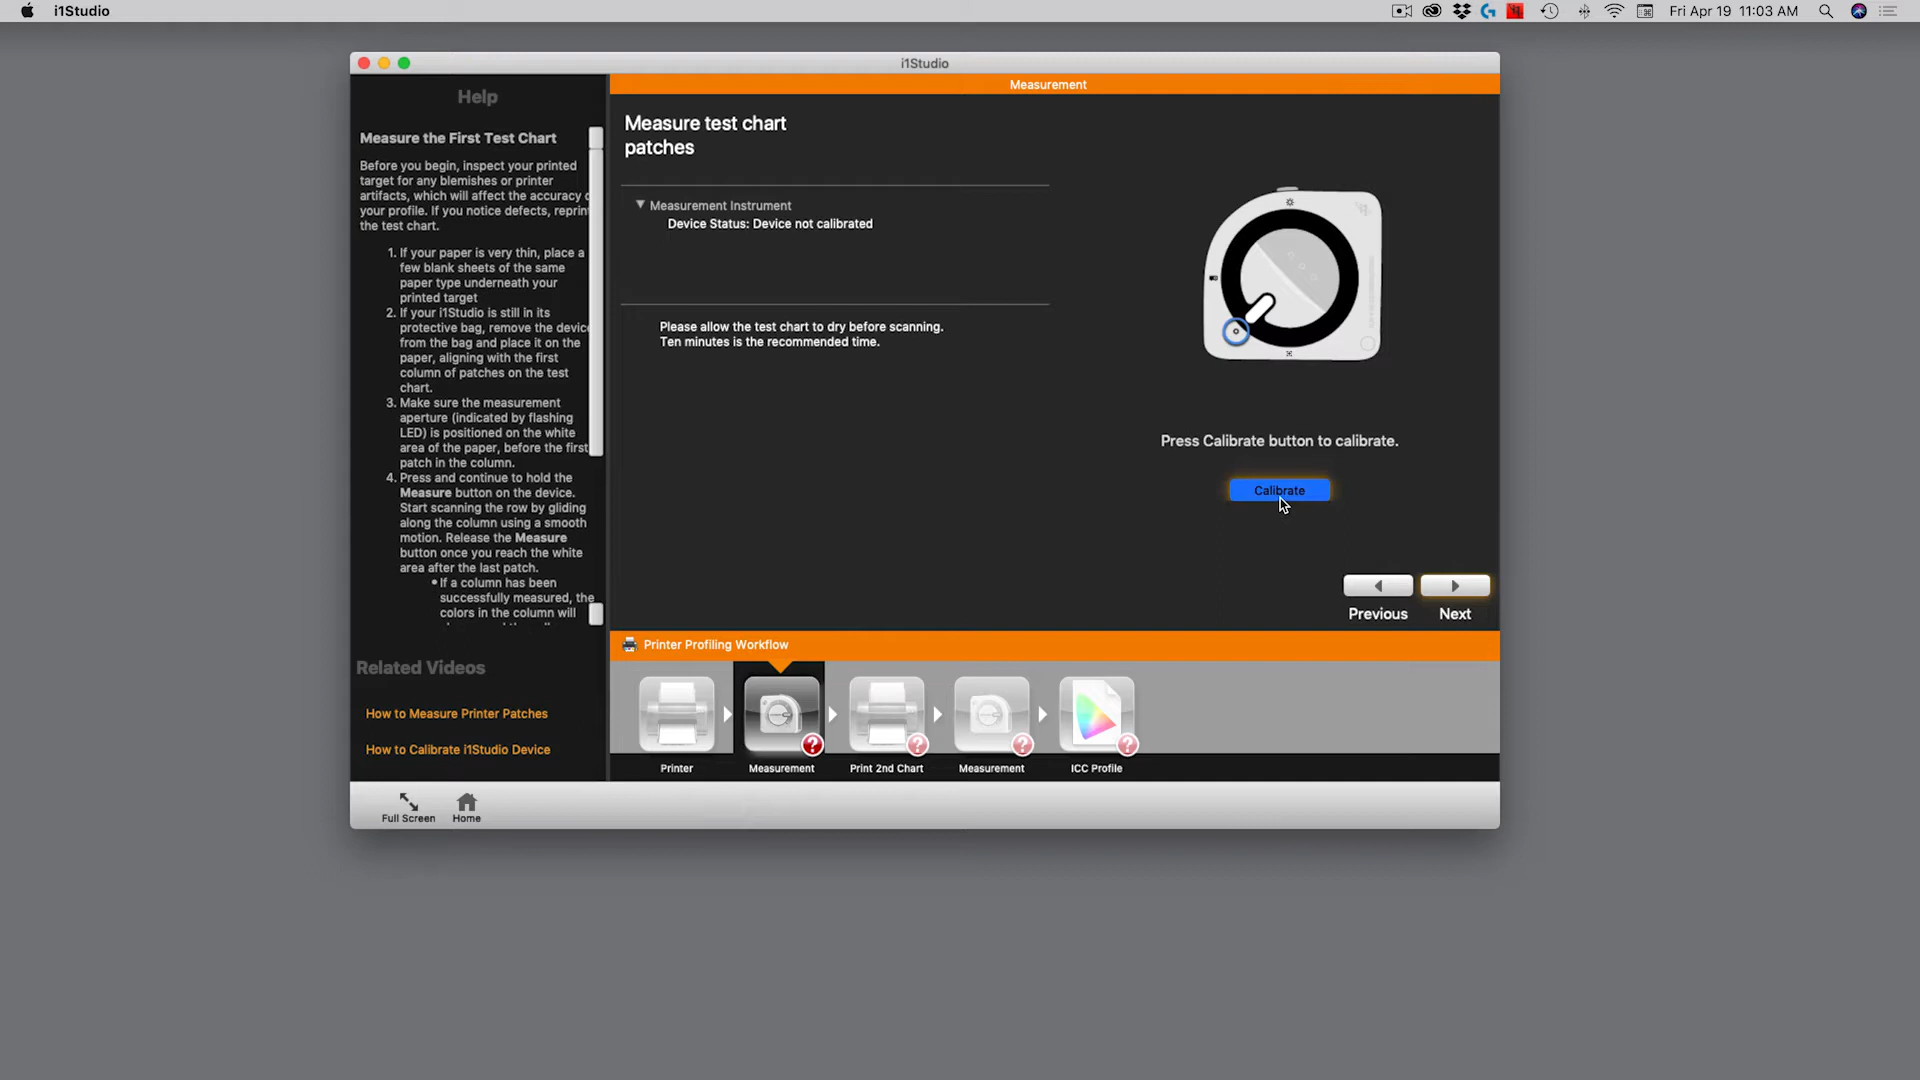 i1Studio
Fri Apr 19 11:03 AM
i1Studio
Help
Measure the First Test Chart
Before you begin, inspect your printed
target for any blemishes or printer
artifacts, which will affect the accuracy
your profile. If you notice defects, reprint
the test chart.
1. If your paper is very thin, place a
few blank sheets of the same
paper type underneath your
printed target
2. If your i1Studio is still in its
protective bag, remove the device
from the bag and place it on the
paper, aligning with the first
column of patches on the test
chart.
3. Make sure the measurement
aperture (indicated by flashing
LED) is positioned on the white
area of the paper, before the first
patch in the column.
4. Press and continue to hold the
Measure button on the device.
Start scanning the row by gliding
along the column using a smooth
motion. Release the Measure
button once you reach the white
area after the last patch.
• If a column has been
successfully measured, the
colors in the column will
Related Videos
How to Measure Printer Patches
How to Calibrate i1Studio Device
Measurement
Measure test chart
patches
Measurement Instrument
Device Status: Device not calibrated
Please allow the test chart to dry before scanning.
Ten minutes is the recommended time.
Press Calibrate button to calibrate.
Calibrate
Previous
Next
Printer Profiling Workflow
Printer
Measurement
Print 2nd Chart
Measurement
ICC Profile
Full Screen
Home